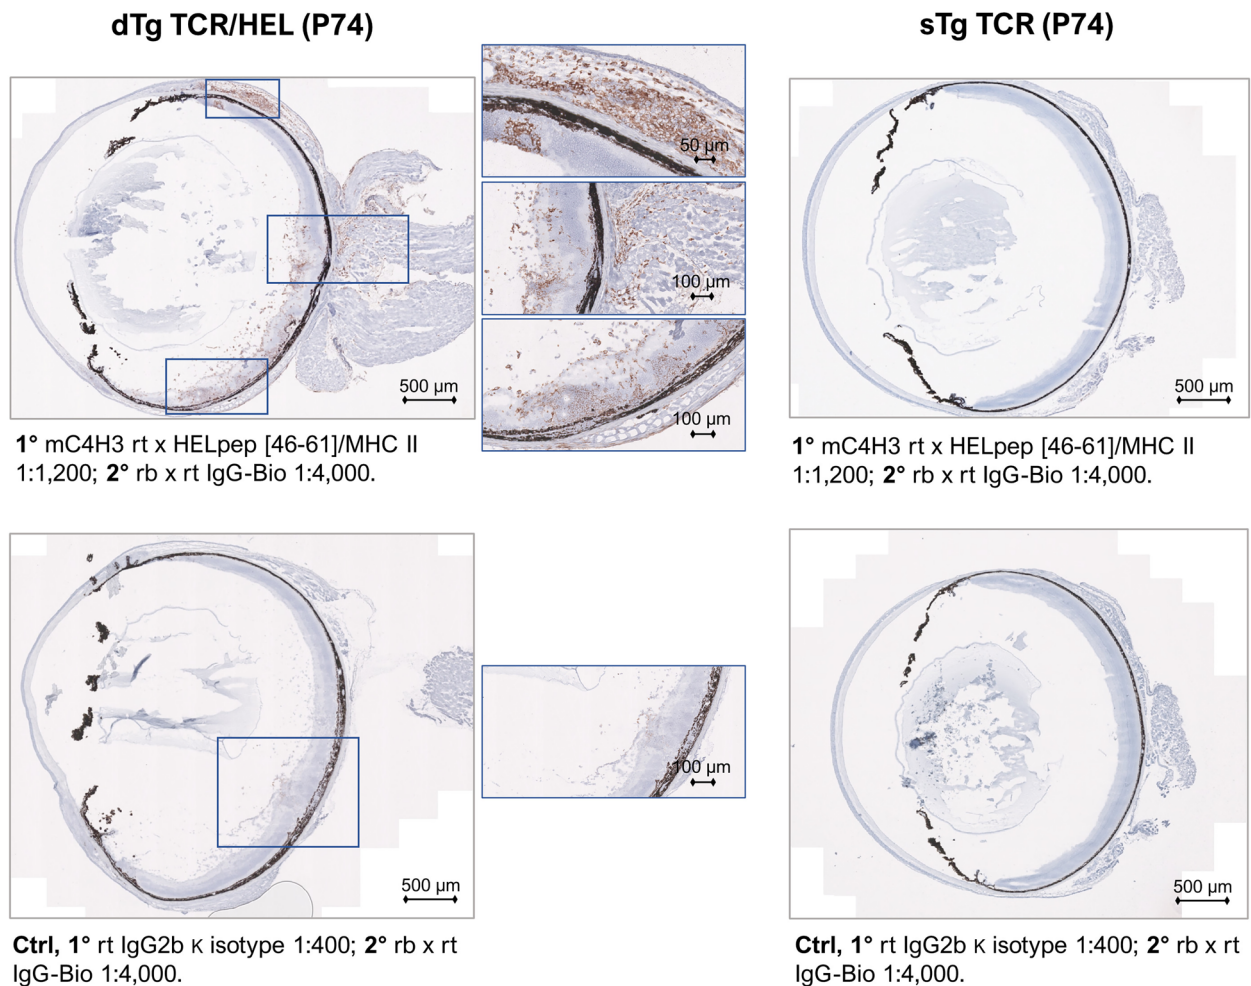 dTg TCR/HEL (P74)
sTg TCR (P74)
50 µm
100 µm
100 µm
500 µm
500 µm
1° mC4H3 rt x HELpep [46-61]/MHC II
1:1,200; 2° rb x rt IgG-Bio 1:4,000.
1° mC4H3 rt x HELpep [46-61]/MHC II
1:1,200; 2° rb x rt IgG-Bio 1:4,000.
100 µm
500 µm
500 µm
Ctrl, 1° rt IgG2b κ isotype 1:400; 2° rb x rt
IgG-Bio 1:4,000.
Ctrl, 1° rt IgG2b κ isotype 1:400; 2° rb x rt
IgG-Bio 1:4,000.